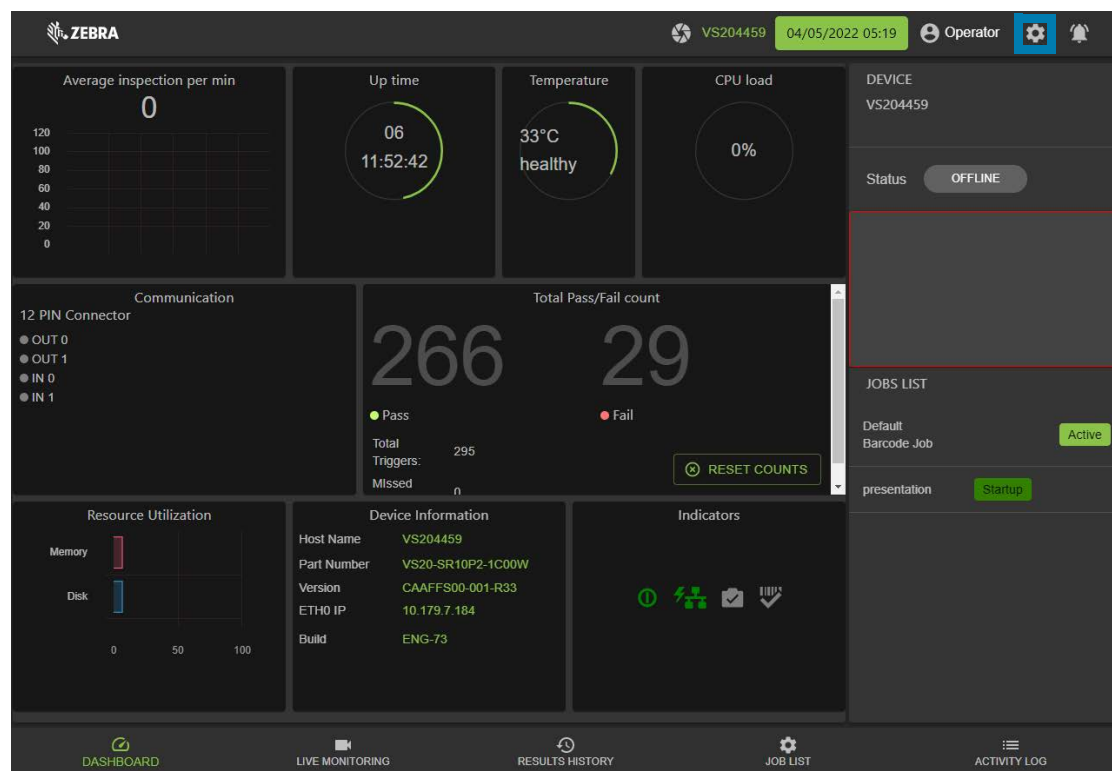 ZEBRA
VS204459
04/05/2022 05:19
Operator
Average inspection per min
0
120
100
80
60
40
20
0
Up time
06
11:52:42
Temperature
33°C
healthy
CPU load
0%
DEVICE
VS204459
Status OFFLINE
Communication
12 PIN Connector
OUT 0
OUT 1
IN 0
IN 1
Total Pass/Fail count
266 29
Pass Fail
Total
Triggers: 295
RESET COUNTS
MIssed 0
JOBS LIST
Default
Barcode Job Active
presentation Startup
Resource Utilization
Memory
Disk
0 50 100
Device Information
Host Name VS204459
Part Number VS20-SR10P2-1C00W
Version CAAFFS00-001-R33
ETH0 IP 10.179.7.184
Build ENG-73
Indicators
DASHBOARD
LIVE MONITORING
RESULTS HISTORY
JOB LIST
ACTIVITY LOG